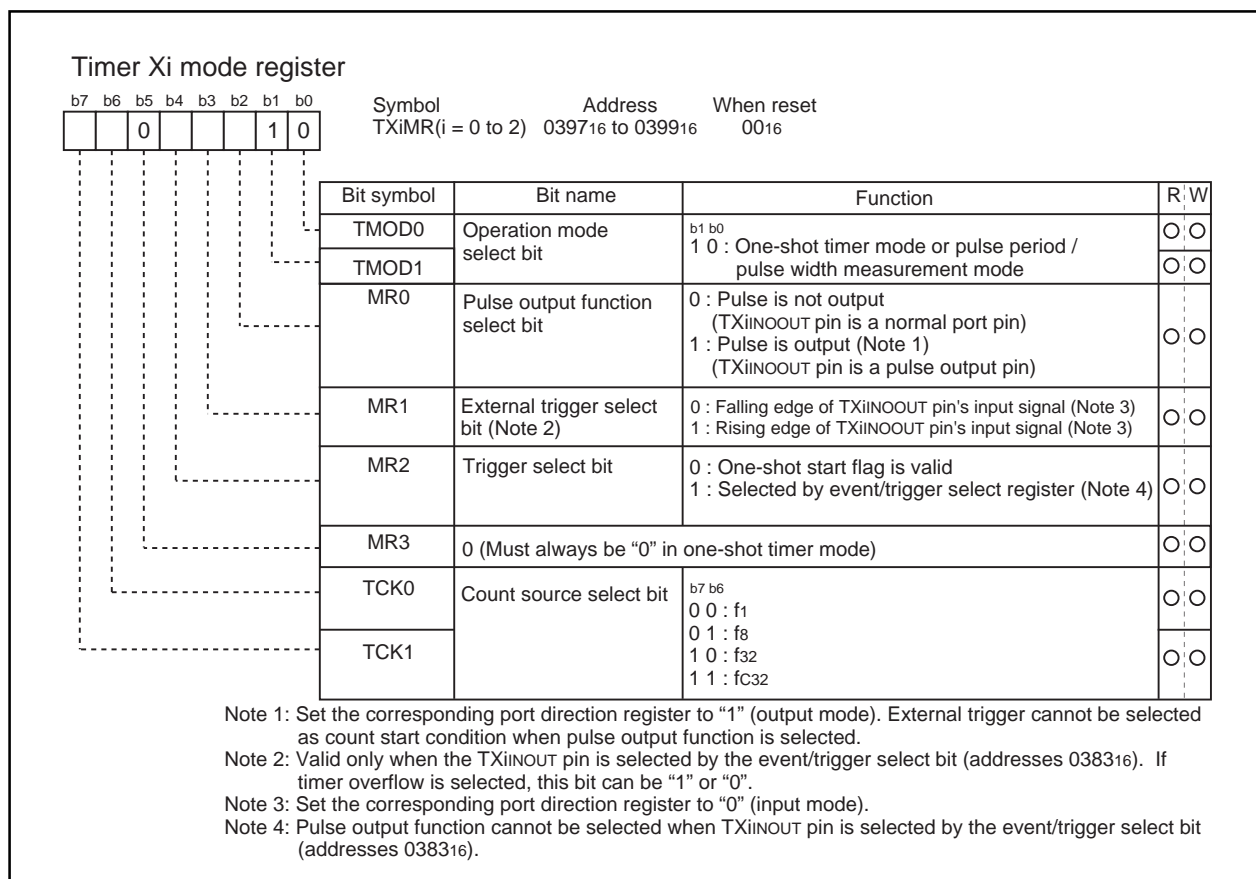 Timer Xi mode register
b7 b6 b5 b4 b3 b2 b1 b0
0 1 0
Symbol Address When reset
TXiMR(i = 0 to 2) 039716 to 039916 0016
Bit symbol Bit name Function R W
TMOD0 Operation mode select bit b1 b0
1 0 : One-shot timer mode or pulse period /
pulse width measurement mode
TMOD1
MR0 Pulse output function
select bit
0 : Pulse is not output
(TXiINOOUT pin is a normal port pin)
1 : Pulse is output (Note 1)
(TXiINOOUT pin is a pulse output pin)
MR1 External trigger select
bit (Note 2)
0 : Falling edge of TXiINOOUT pin's input signal (Note 3)
1 : Rising edge of TXiINOOUT pin's input signal (Note 3)
MR2 Trigger select bit
0 : One-shot start flag is valid
1 : Selected by event/trigger select register (Note 4)
MR3 0 (Must always be “0” in one-shot timer mode)
TCK0 Count source select bit
b7 b6
0 0 : f1
0 1 : f8
TCK1
1 0 : f32
1 1 : fC32
Note 1: Set the corresponding port direction register to “1” (output mode). External trigger cannot be selected
as count start condition when pulse output function is selected.
Note 2: Valid only when the TXiINOUT pin is selected by the event/trigger select bit (addresses 038316). If
timer overflow is selected, this bit can be “1” or “0”.
Note 3: Set the corresponding port direction register to “0” (input mode).
Note 4: Pulse output function cannot be selected when TXiINOUT pin is selected by the event/trigger select bit
(addresses 038316).